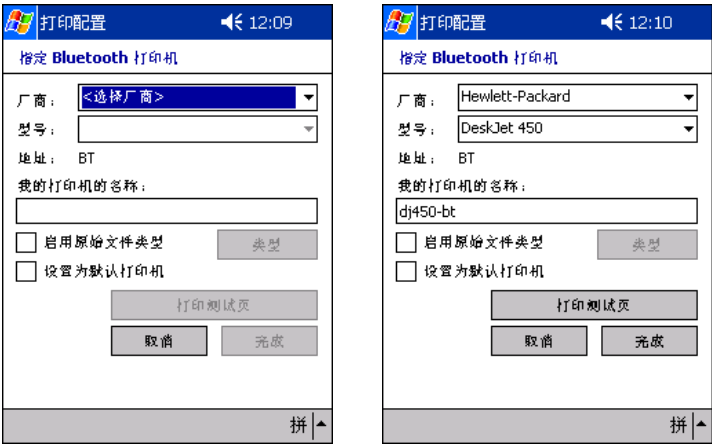 打印配置 12:09
指定 Bluetooth 打印机
厂商： <选择厂商>
型号：
地址： BT
我的打印机的名称：
启用原始文件类型 类型
设置为默认打印机
打印测试页
取消 完成
拼
打印配置 12:10
指定 Bluetooth 打印机
厂商： Hewlett-Packard
型号： DeskJet 450
地址： BT
我的打印机的名称：
dj450-bt
启用原始文件类型 类型
设置为默认打印机
打印测试页
取消 完成
拼